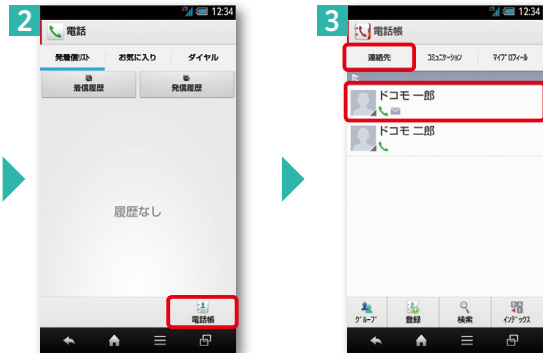 2
12:34
電話
発着信リスト お気に入り ダイヤル
着信履歴 発信履歴
履歴なし
電話帳
3
12:34
電話帳
連絡先 コミュニケーション マイプロフィール
た
ドコモ 一郎
ドコモ 二郎
グループ 登録 検索 インデックス